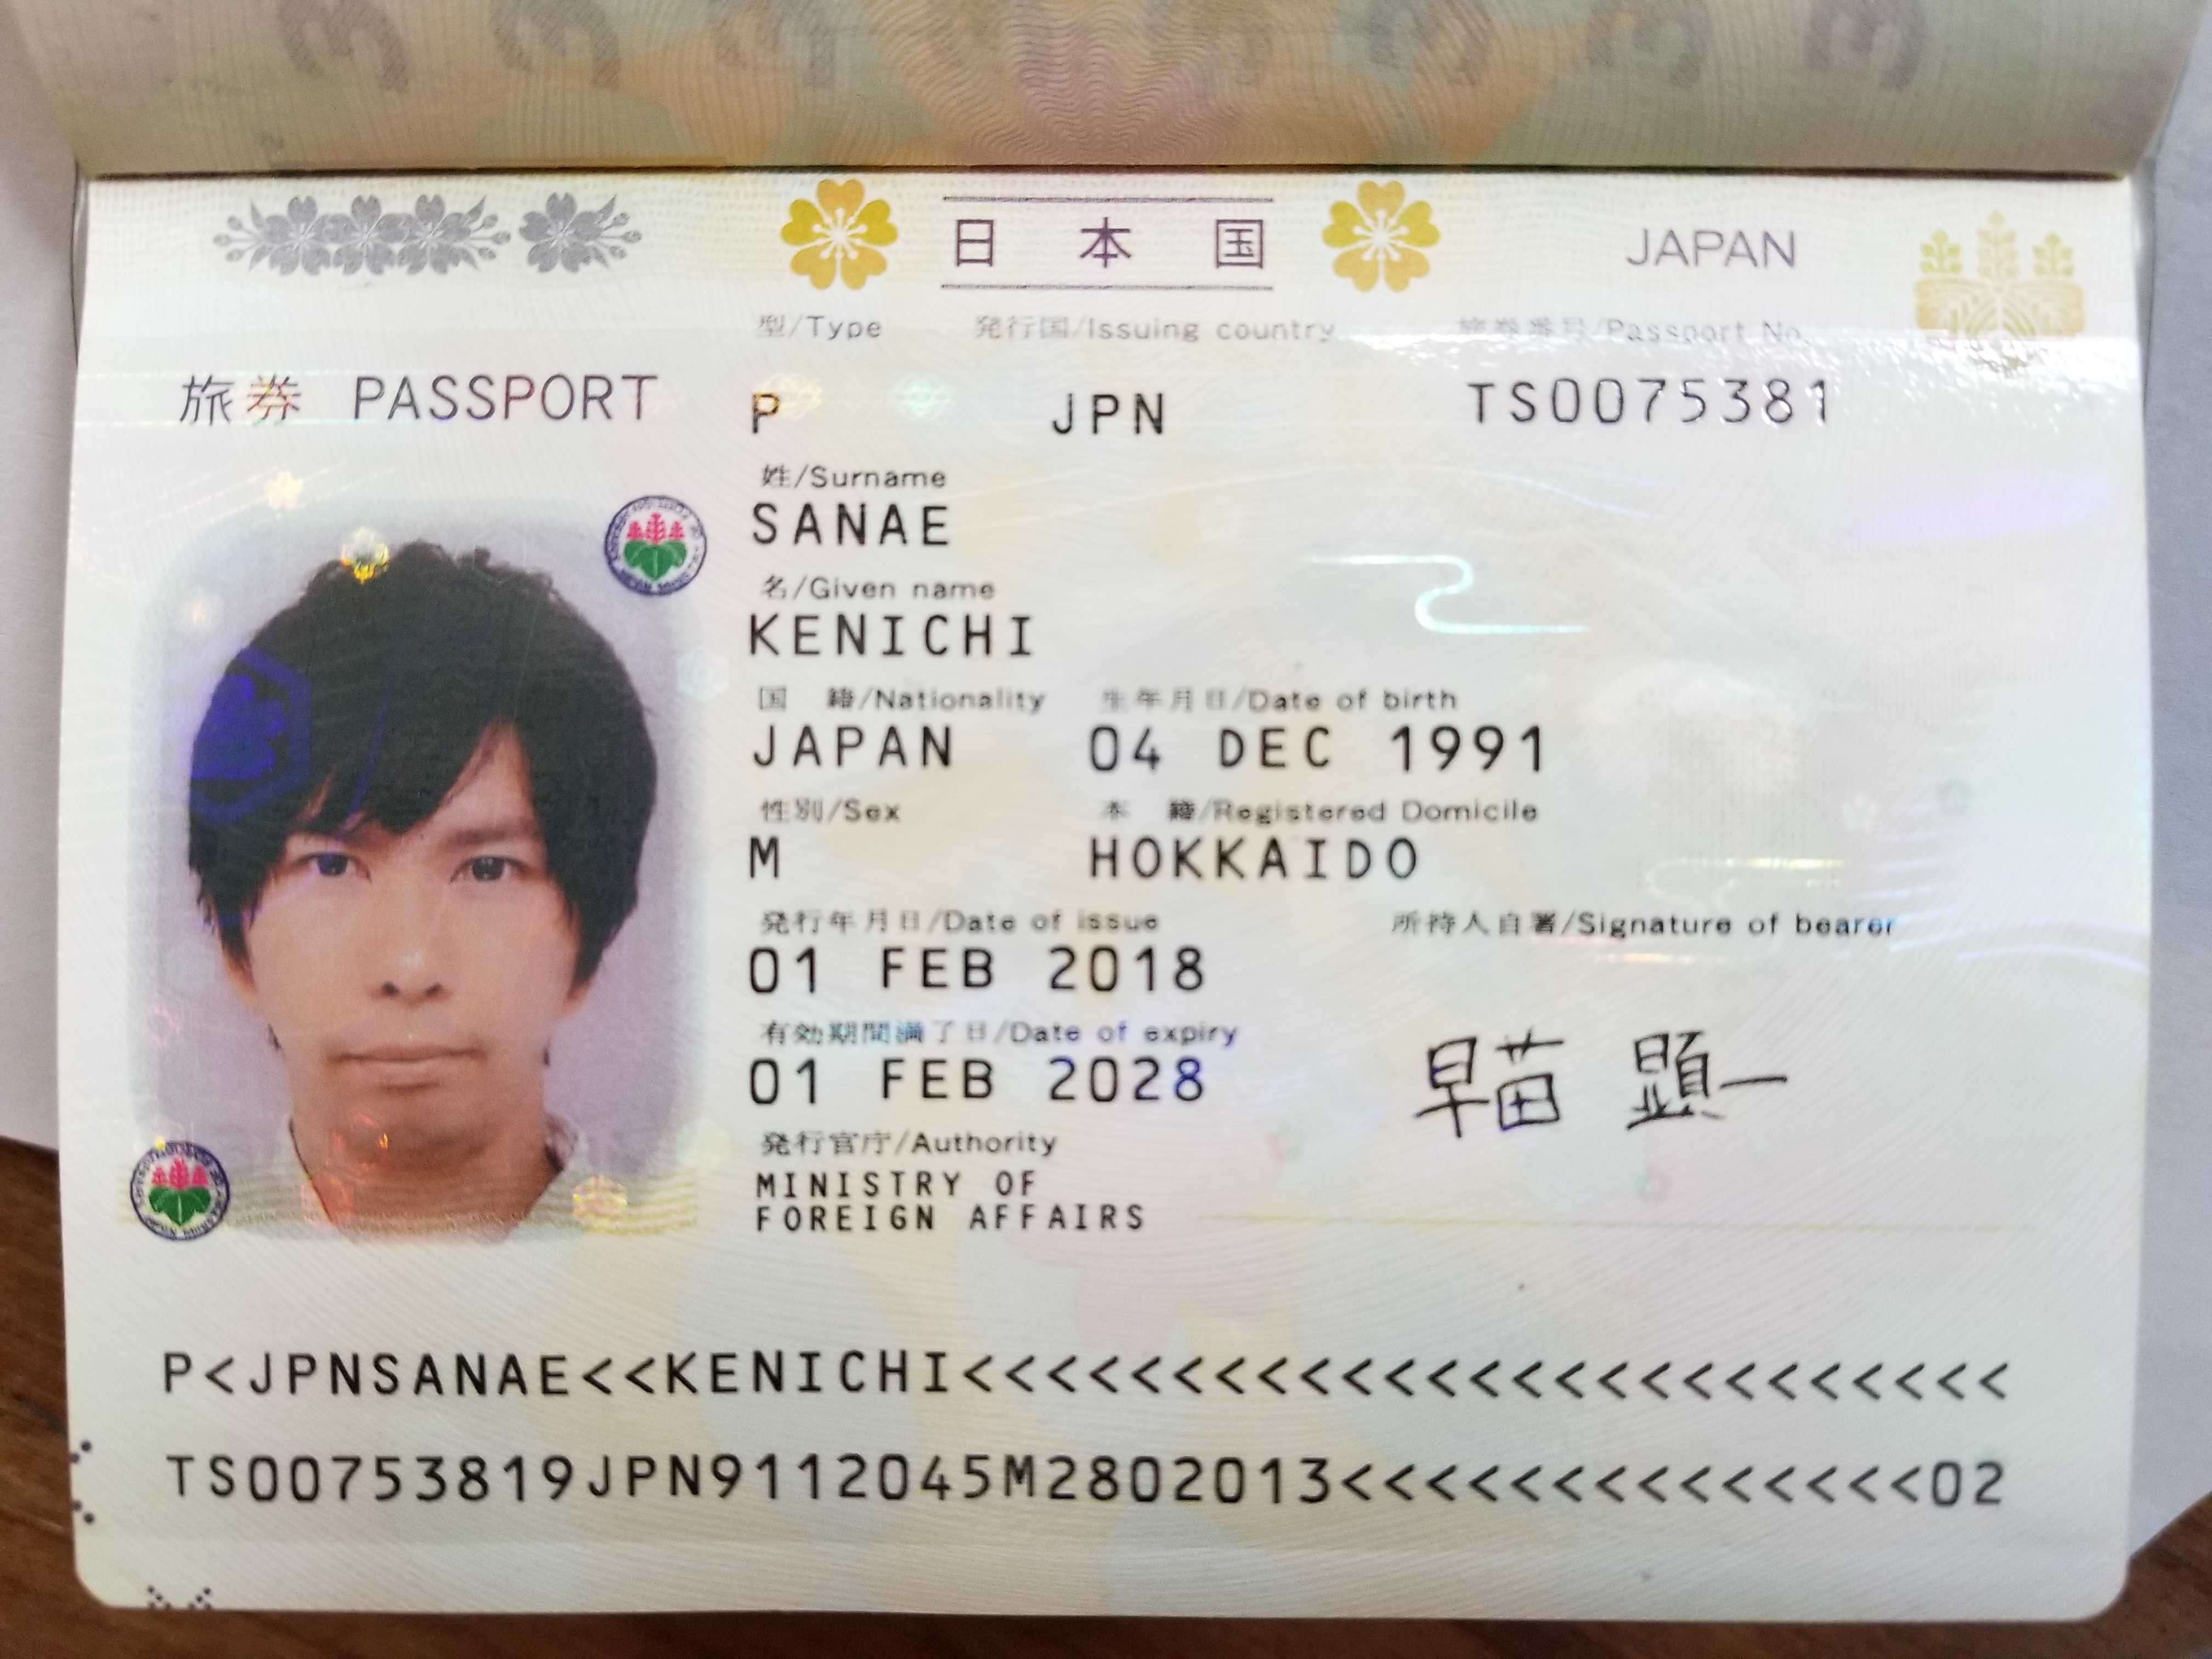 日本国 JAPAN
型/Type 発行国/Issuing country 旅券番号/Passport No.
旅券 PASSPORT P JPN TS0075381
姓/Surname
SANAE
名/Given name
KENICHI
国 籍/Nationality 生年月日/Date of birth
JAPAN 04 DEC 1991
性別/Sex 本 籍/Registered Domicile
M HOKKAIDO
発行年月日/Date of issue 所持人自署/Signature of bearer
01 FEB 2018
有効期間満了日/Date of expiry
01 FEB 2028
早苗 顕一
発行官庁/Authority
MINISTRY OF
FOREIGN AFFAIRS
P<JPNSANAE<<KENICHI<<<<<<<<<<<<<<<<<<<<<<<<<
TS00753819JPN9112045M2802013<<<<<<<<<<<<<<02